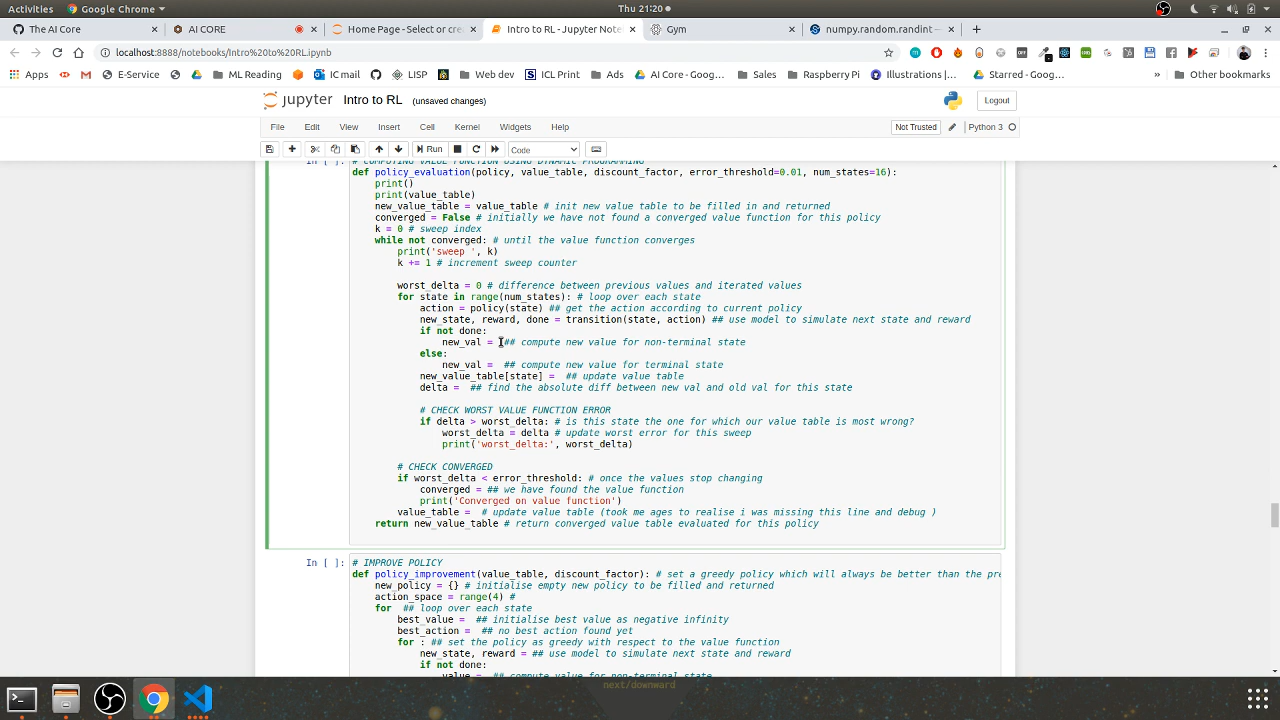 Activities
Google Chrome
Thu 21:20
The AI Core
AI CORE
Home Page - Select or cre
Intro to RL - Jupyter Note
Gym
numpy.random.randint —
localhost:8888/notebooks/Intro%20to%20RL.ipynb
Apps
E-Service
ML Reading
IC mail
LISP
Web dev
ICL Print
Ads
AI Core - Goog...
Sales
Raspberry Pi
Illustrations |...
Starred - Goog...
»
Other bookmarks
jupyter
Intro to RL
(unsaved changes)
Logout
File
Edit
View
Insert
Cell
Kernel
Widgets
Help
Not Trusted
Python 3
Run
Code
In [ ]:
# COMPUTING VALUE FUNCTION USING DYNAMIC PROGRAMMING
def policy_evaluation(policy, value_table, discount_factor, error_threshold=0.01, num_states=16):
print()
print(value_table)
new_value_table = value_table # init new value table to be filled in and returned
converged = False # initially we have not found a converged value function for this policy
k = 0 # sweep index
while not converged: # until the value function converges
print('sweep ', k)
k += 1 # increment sweep counter
worst_delta = 0 # difference between previous values and iterated values
for state in range(num_states): # loop over each state
action = policy(state) ## get the action according to current policy
new_state, reward, done = transition(state, action) ## use model to simulate next state and reward
if not done:
new_val = ## compute new value for non-terminal state
else:
new_val = ## compute new value for terminal state
new_value_table[state] = ## update value table
delta = ## find the absolute diff between new val and old val for this state
# CHECK WORST VALUE FUNCTION ERROR
if delta > worst_delta: # is this state the one for which our value table is most wrong?
worst_delta = delta # update worst error for this sweep
print('worst_delta:', worst_delta)
# CHECK CONVERGED
if worst_delta < error_threshold: # once the values stop changing
converged = ## we have found the value function
print('Converged on value function')
value_table = # update value table (took me ages to realise i was missing this line and debug )
return new_value_table # return converged value table evaluated for this policy
In [ ]:
# IMPROVE POLICY
def policy_improvement(value_table, discount_factor): # set a greedy policy which will always be better than the pre
new_policy = {} # initialise empty new policy to be filled and returned
action_space = range(4) #
for ## loop over each state
best_value = ## initialise best value as negative infinity
best_action = ## no best action found yet
for : ## set the policy as greedy with respect to the value function
new_state, reward = ## use model to simulate next state and reward
if not done:
value = ## compute value for non-terminal state
next/downward